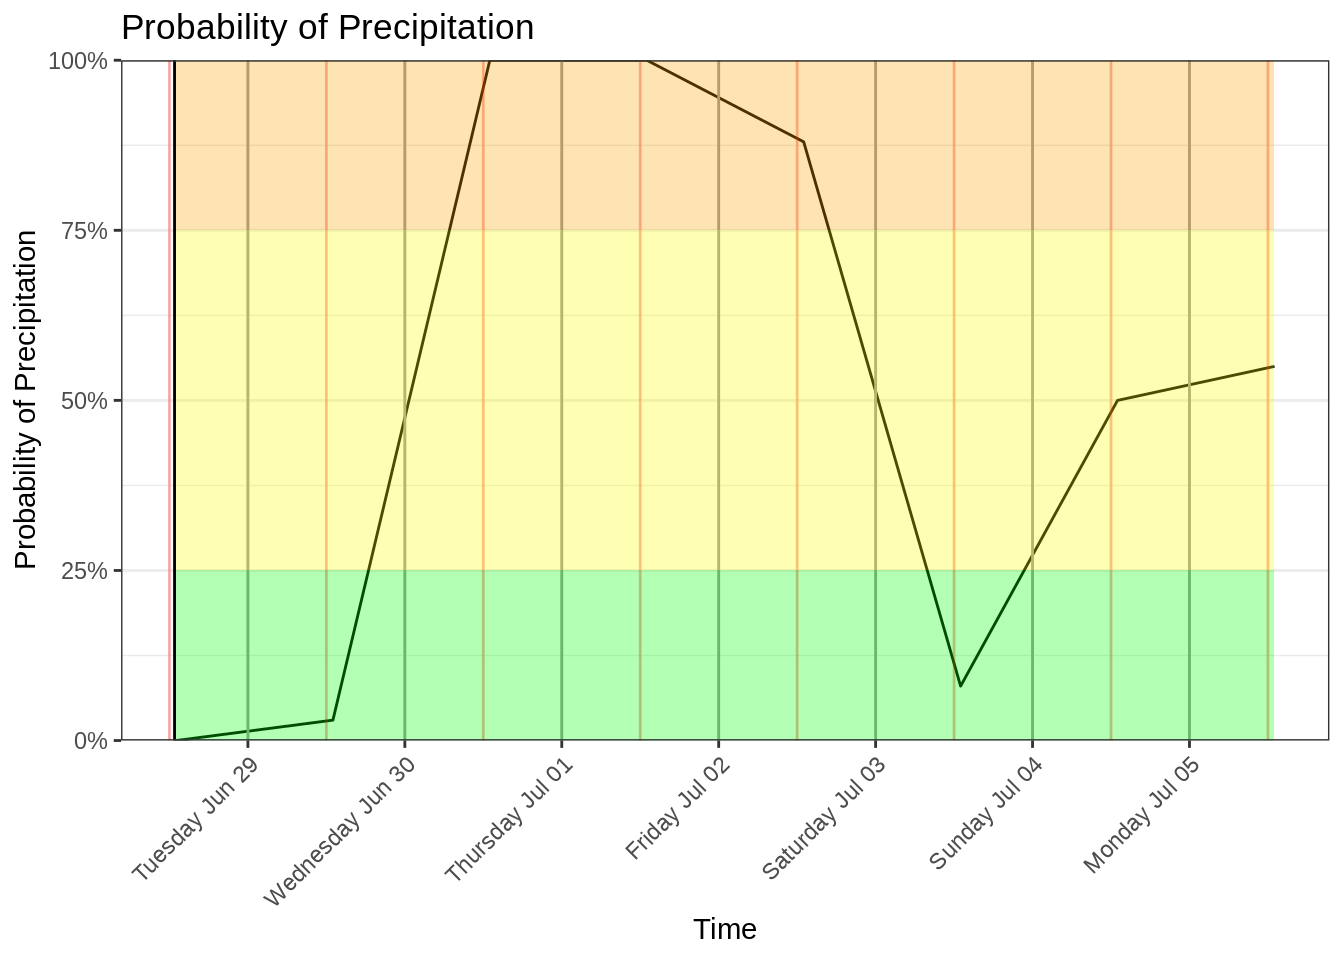 Probability of Precipitation
100%
75%
50%
25%
0%
Probability of Precipitation
Tuesday Jun 29
Wednesday Jun 30
Thursday Jul 01
Friday Jul 02
Saturday Jul 03
Sunday Jul 04
Monday Jul 05
Time